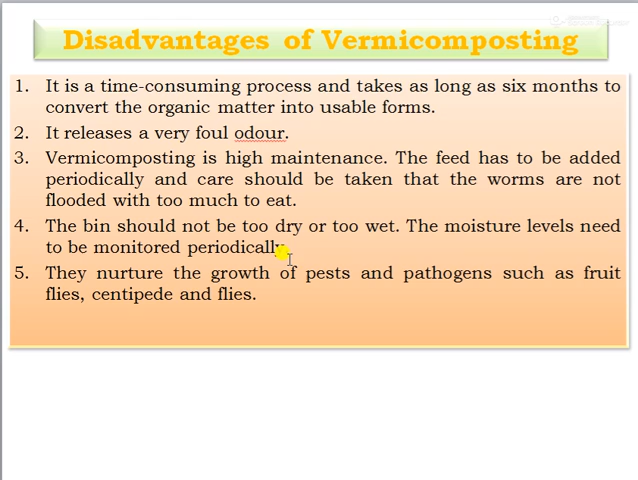 Disadvantages of Vermicomposting
1. It is a time-consuming process and takes as long as six months to
convert the organic matter into usable forms.
2. It releases a very foul odour.
3. Vermicomposting is high maintenance. The feed has to be added
periodically and care should be taken that the worms are not
flooded with too much to eat.
4. The bin should not be too dry or too wet. The moisture levels need
to be monitored periodically.
5. They nurture the growth of pests and pathogens such as fruit
flies, centipede and flies.